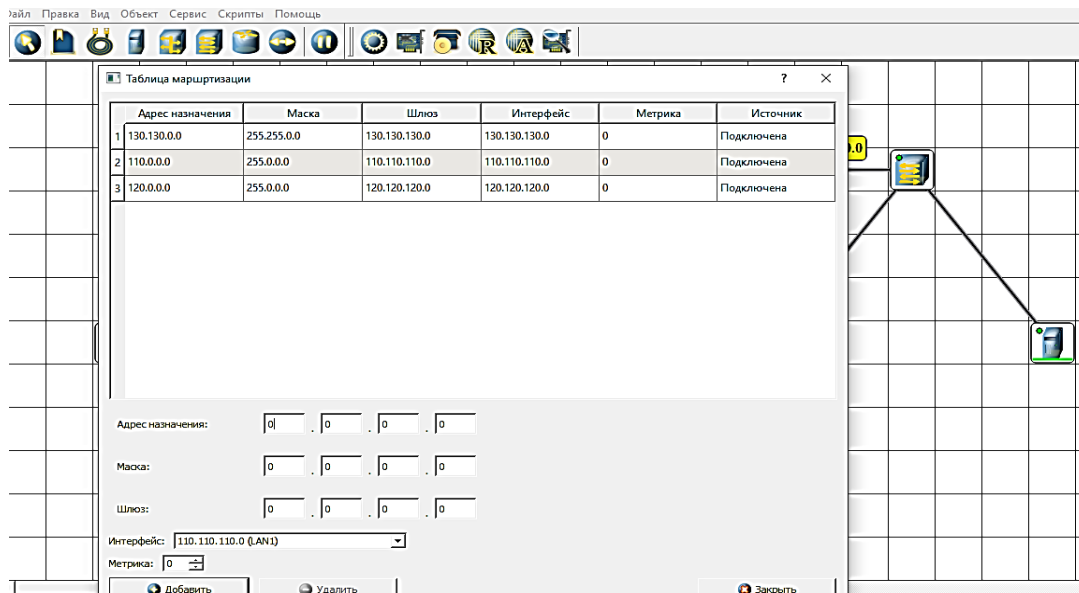 Файл Правка Вид Объект Сервис Скрипты Помощь
Таблица маршртизации ? ×
Адрес назначения Маска Шлюз Интерфейс Метрика Источник
1 130.130.0.0 255.255.0.0 130.130.130.0 130.130.130.0 0 Подключена
2 110.0.0.0 255.0.0.0 110.110.110.0 110.110.110.0 0 Подключена
3 120.0.0.0 255.0.0.0 120.120.120.0 120.120.120.0 0 Подключена
.0
Адрес назначения: 0 . 0 . 0 . 0
Маска: 0 . 0 . 0 . 0
Шлюз: 0 . 0 . 0 . 0
Интерфейс: 110.110.110.0 (LAN1)
Метрика: 0
Добавить Удалить Закрыть